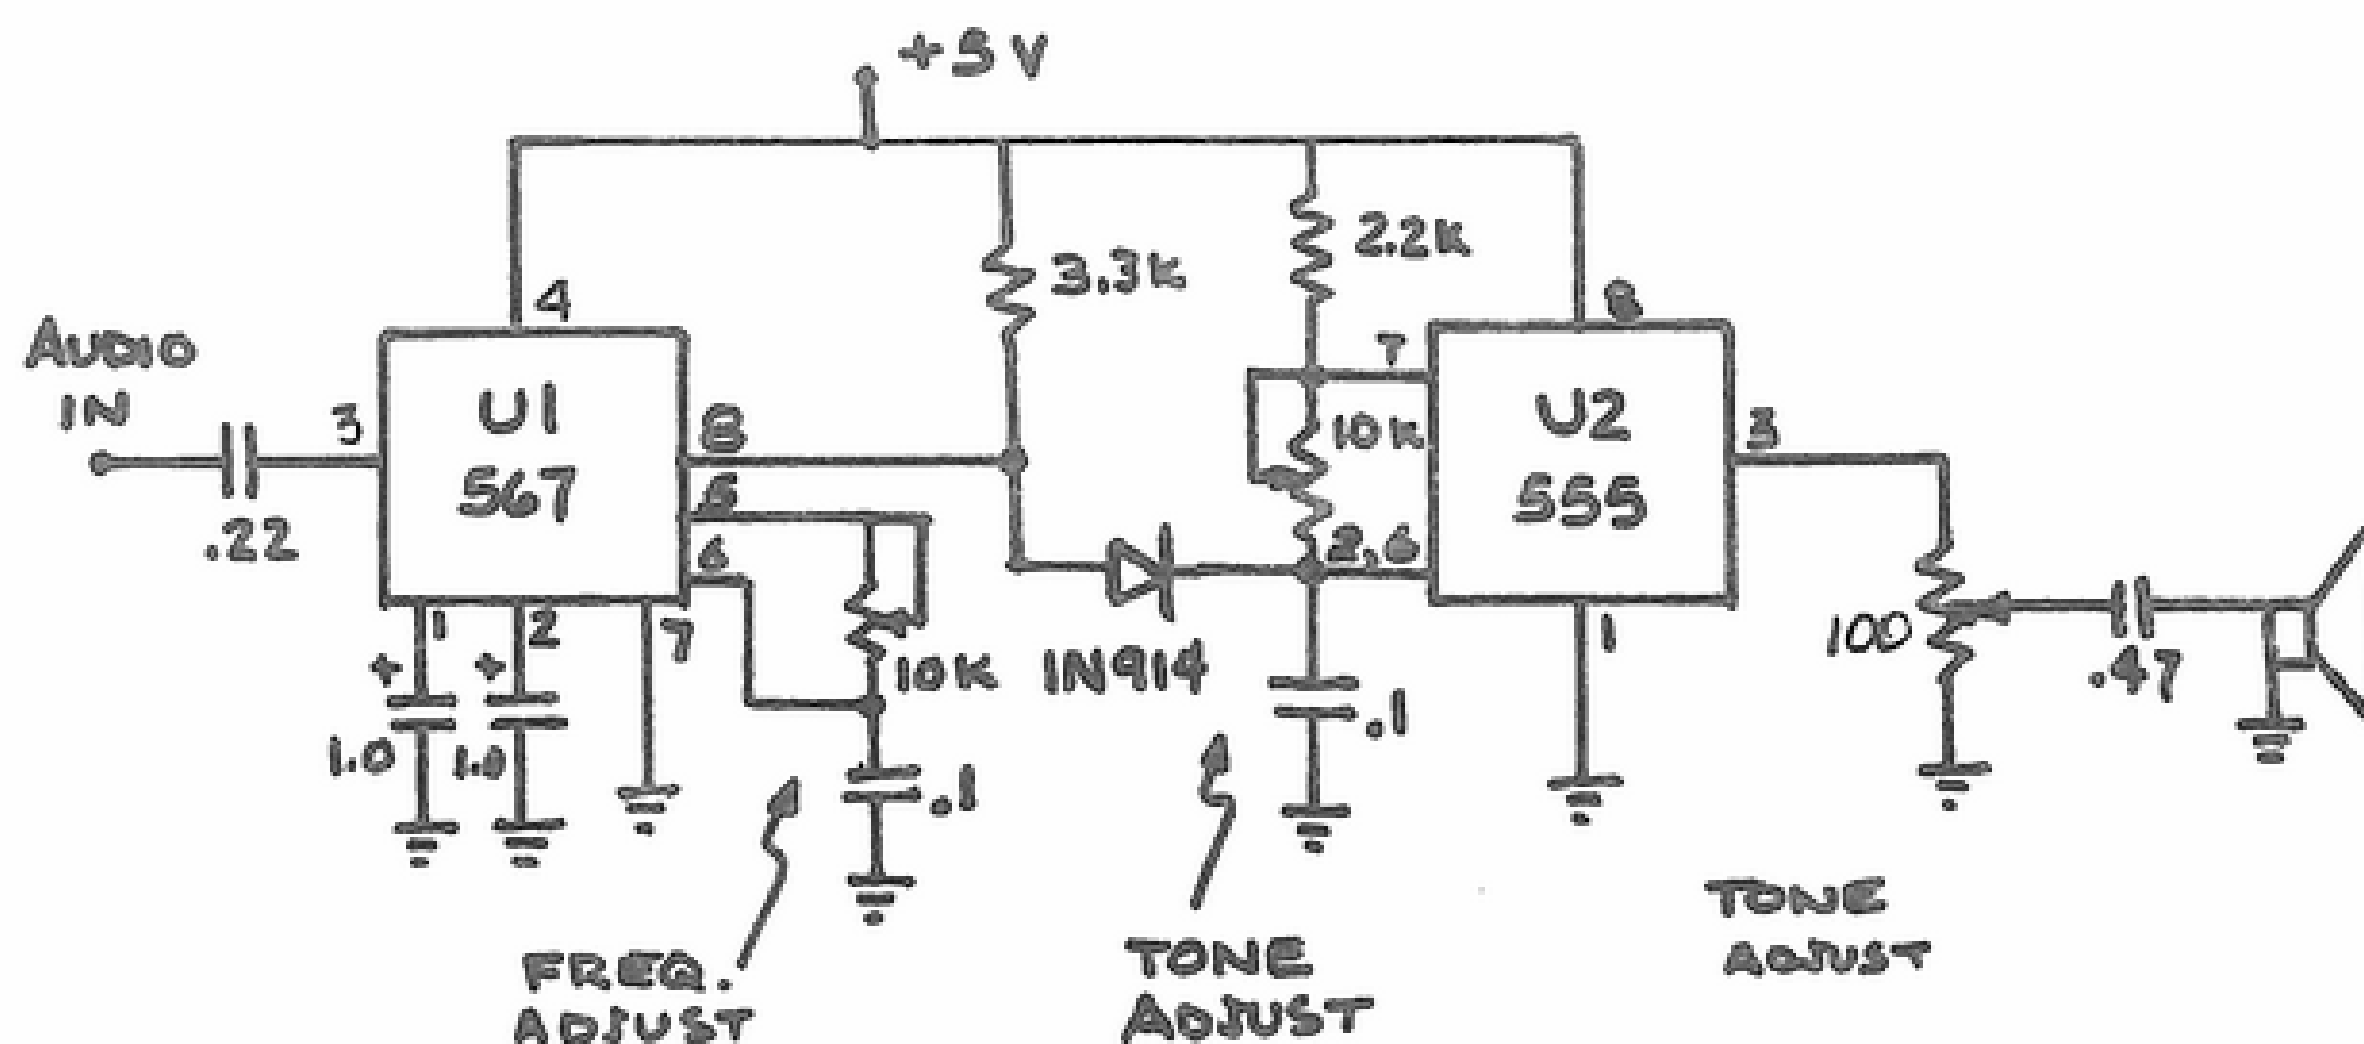 +5V
4
3.3K
2.2K
8
AUDIO
IN
3
.22
U1
567
8
5
6
7
10K
2,6
U2
555
3
1
2
7
+
+
1.0
1.0
10K
1N914
.1
.1
1
100
.47
FREQ.
ADJUST
TONE
ADJUST
TONE
ADJUST